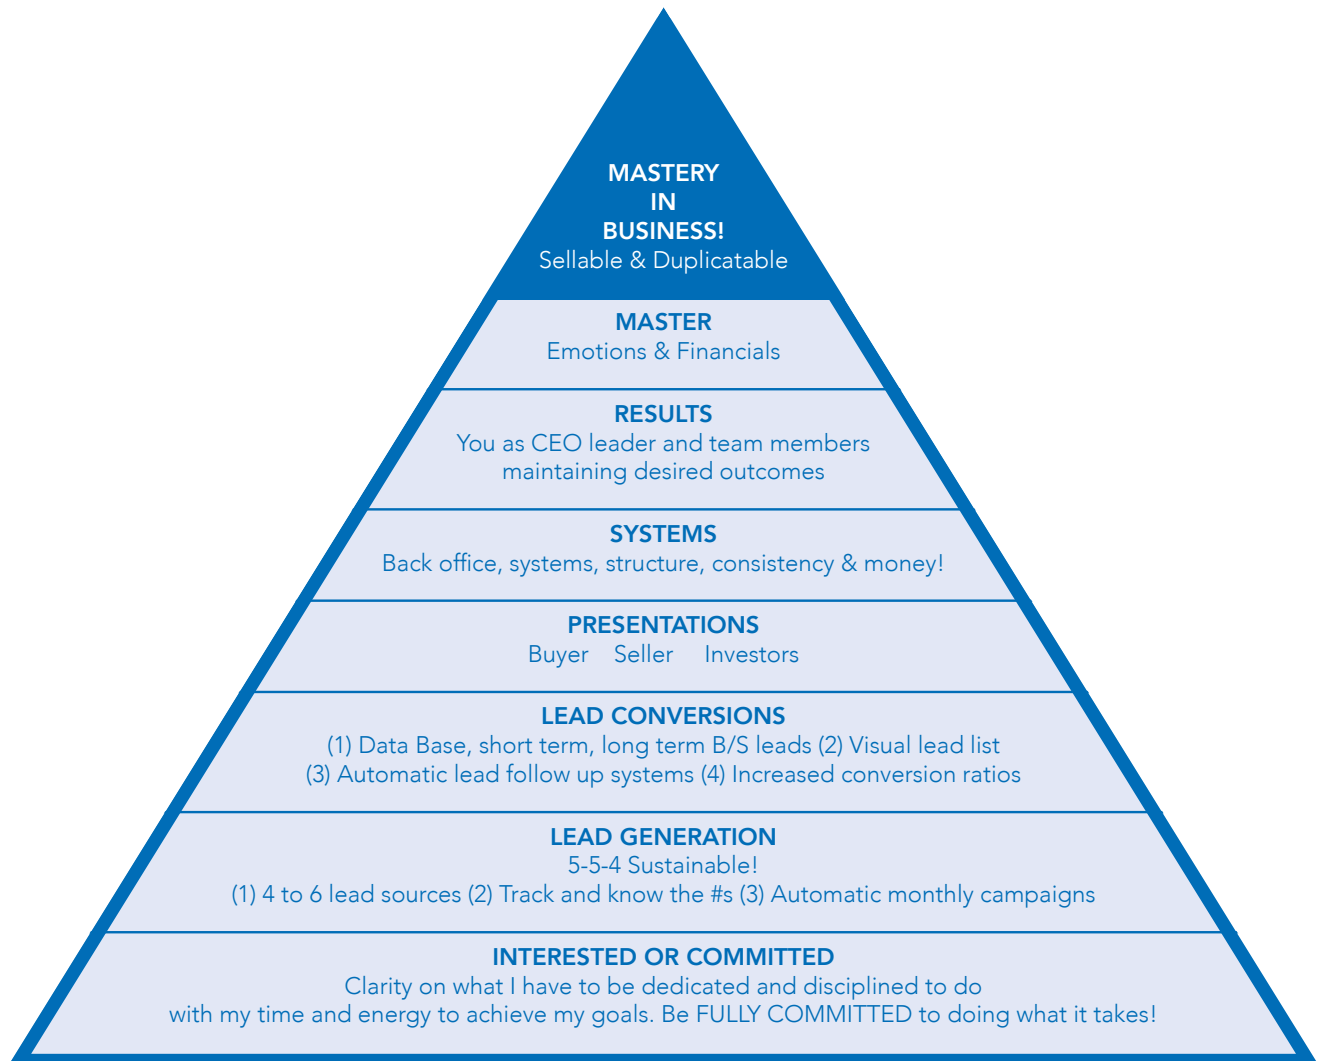 MASTERY
IN
BUSINESS!
Sellable & Duplicatable
MASTER
Emotions & Financials
RESULTS
You as CEO leader and team members
maintaining desired outcomes
SYSTEMS
Back office, systems, structure, consistency & money!
PRESENTATIONS
Buyer Seller Investors
LEAD CONVERSIONS
(1) Data Base, short term, long term B/S leads (2) Visual lead list
(3) Automatic lead follow up systems (4) Increased conversion ratios
LEAD GENERATION
5-5-4 Sustainable!
(1) 4 to 6 lead sources (2) Track and know the #s (3) Automatic monthly campaigns
INTERESTED OR COMMITTED
Clarity on what I have to be dedicated and disciplined to do
with my time and energy to achieve my goals. Be FULLY COMMITTED to doing what it takes!